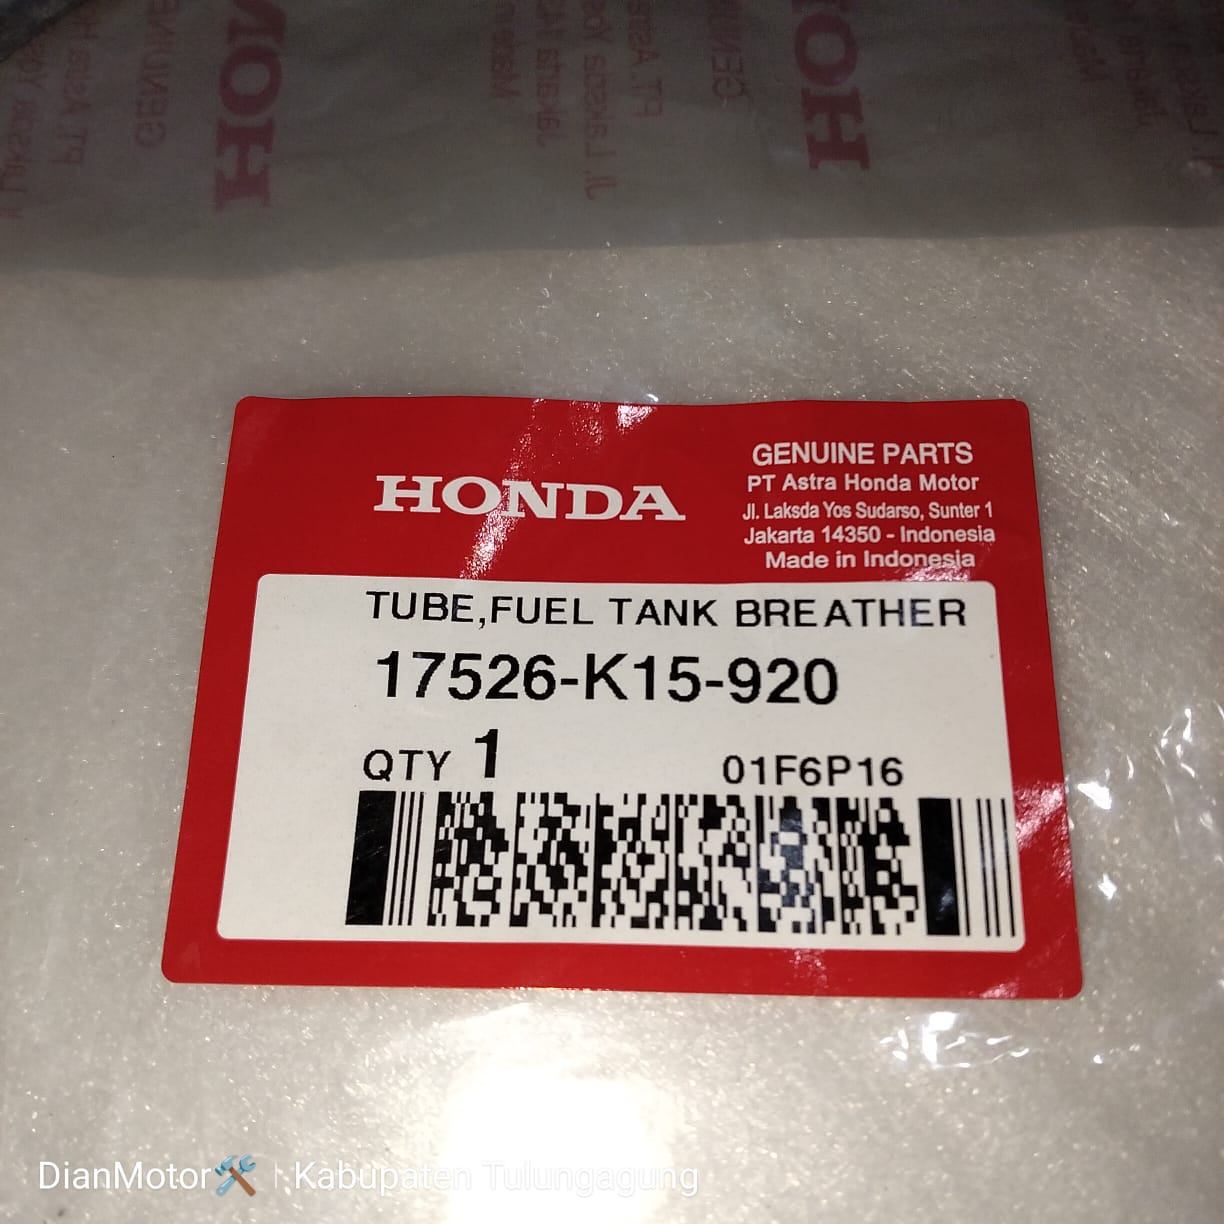 HONDA
GENUINE PARTS
PT Astra Honda Motor
Jl. Laksda Yos Sudarso, Sunter 1
Jakarta 14350 - Indonesia
Made in Indonesia
TUBE,FUEL TANK BREATHER
17526-K15-920
QTY 1
01F6P16
DianMotor🛠️ | Kabupaten Tulungagung